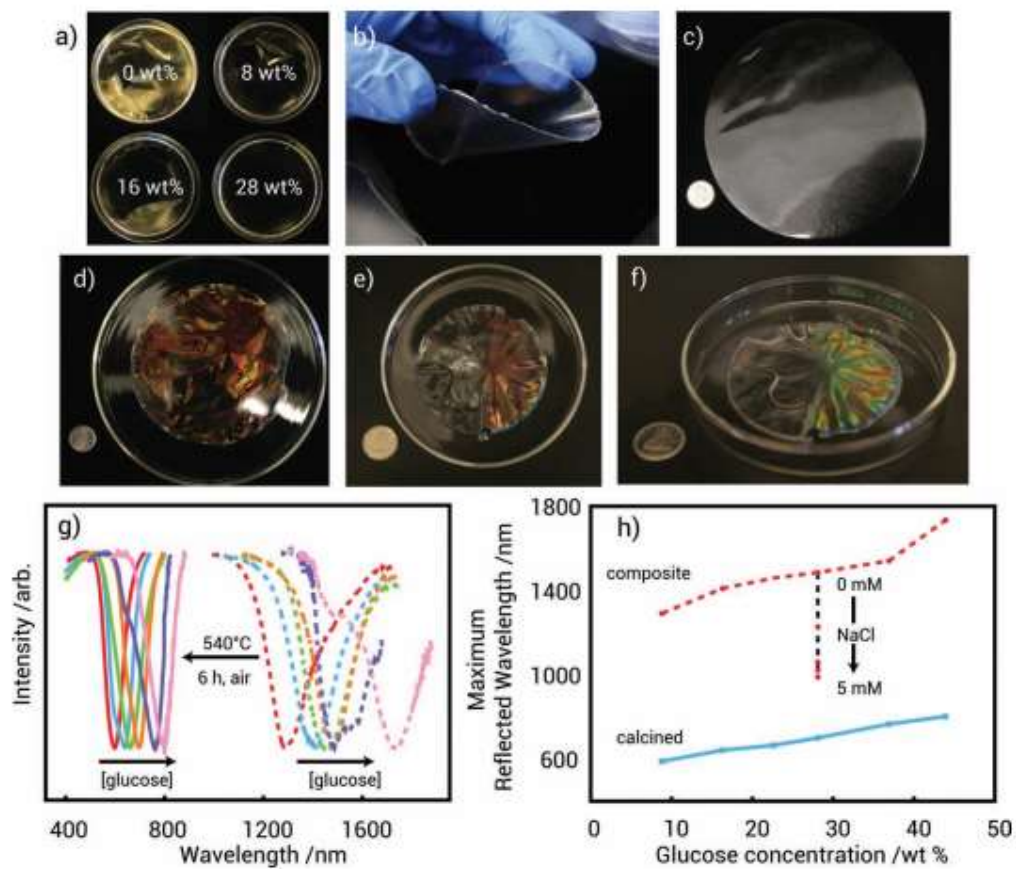 a)
0 wt%
8 wt%
16 wt%
28 wt%
b)
c)
d)
e)
f)
g)
Intensity /arb.
540°C
6 h, air
[glucose]
[glucose]
400
800
1200
1600
Wavelength /nm
h)
Maximum
Reflected Wavelength /nm
1800
1400
1000
600
composite
0 mM
NaCl
5 mM
calcined
0
10
20
30
40
50
Glucose concentration /wt %